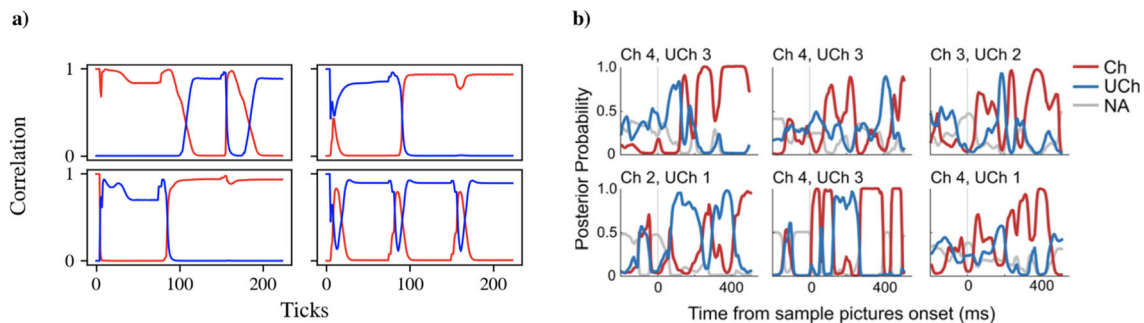 a)
Correlation
1
0
1
0
0
100
200
0
100
200
Ticks
b)
Posterior Probability
Ch 4, UCh 3
Ch 4, UCh 3
Ch 3, UCh 2
1.0
0.5
0
Ch
UCh
NA
Ch 2, UCh 1
Ch 4, UCh 3
Ch 4, UCh 1
1.0
0.5
0
0
400
0
400
0
400
Time from sample pictures onset (ms)